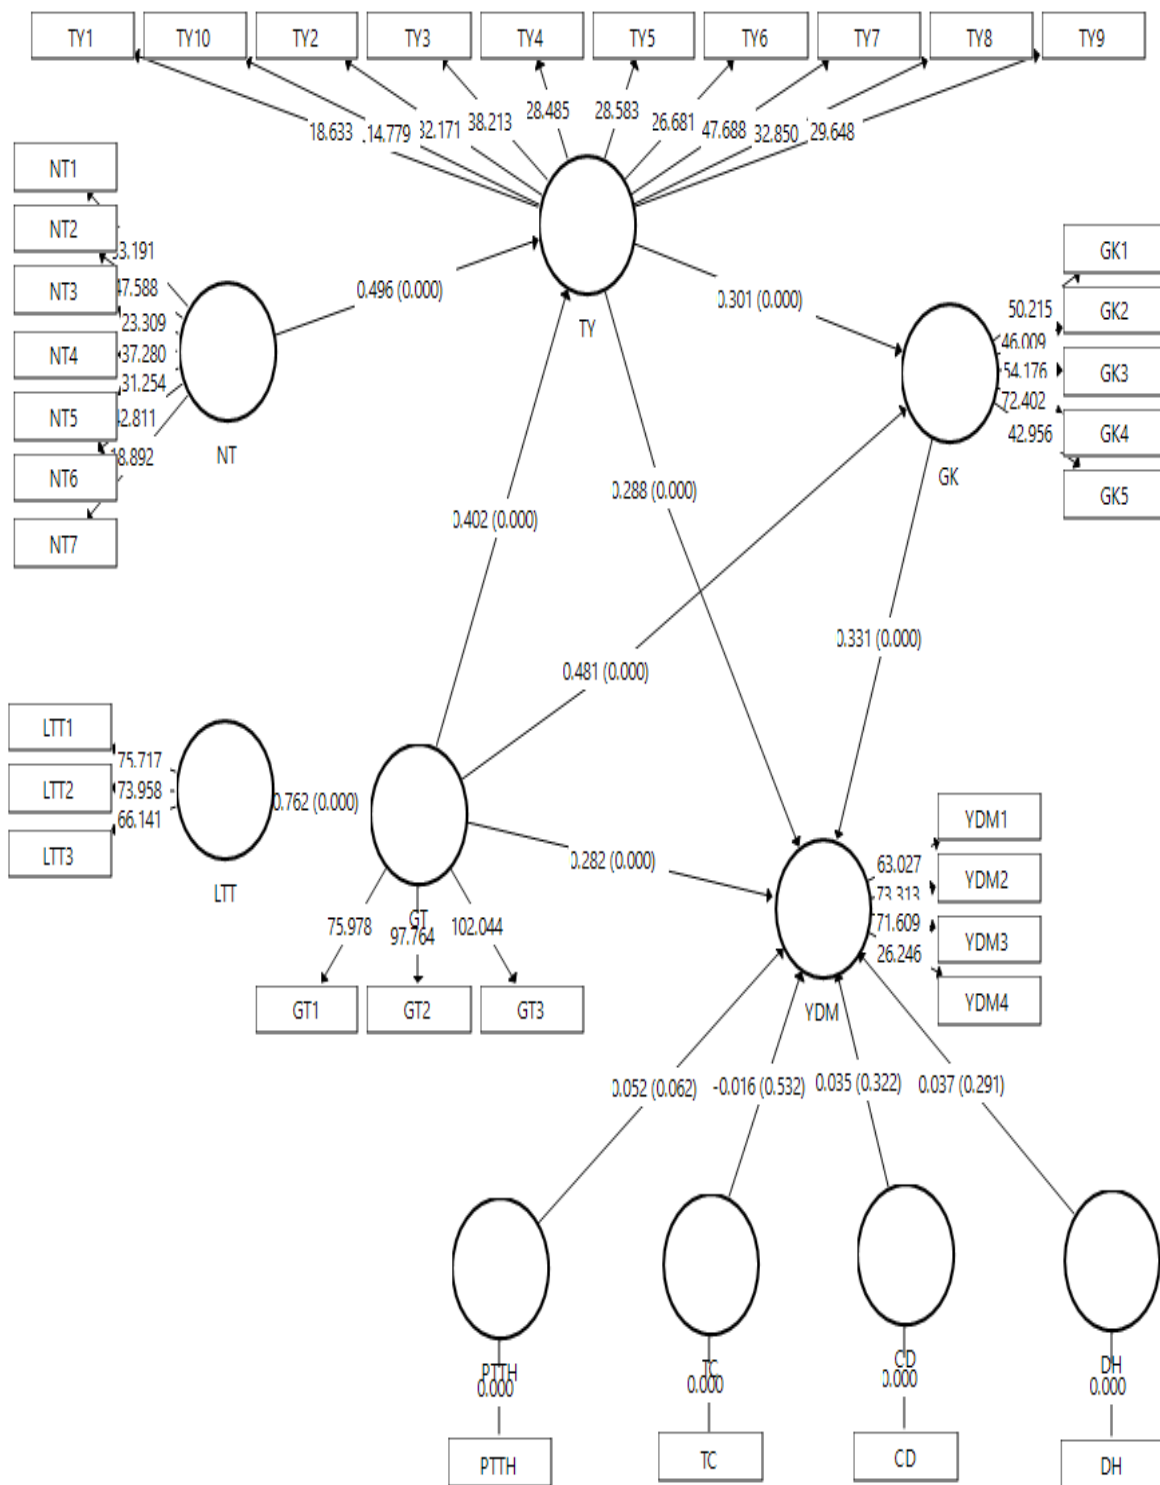 TY1 TY10 TY2 TY3 TY4 TY5 TY6 TY7 TY8 TY9
18.633 14.779 32.171 38.213 28.485 28.583 26.681 47.688 32.850 29.648
TY
NT1
NT2
NT3
NT4
NT5
NT6
NT7
47.588
23.309
37.280
31.254
NT
0.496 (0.000)
0.301 (0.000)
GK1
GK2
GK3
GK4
GK5
50.215
46.009
54.176
72.402
42.956
GK
0.402 (0.000)
0.288 (0.000)
0.481 (0.000)
0.331 (0.000)
LTT1
LTT2
LTT3
75.717
73.958
66.141
LTT
0.762 (0.000)
0.282 (0.000)
GT
75.978 97.764 102.044
GT1 GT2 GT3
YDM1
YDM2
YDM3
YDM4
63.027
73.313
71.609
26.246
YDM
0.052 (0.062) -0.016 (0.532) 0.035 (0.322) 0.037 (0.291)
PTTH TC CD DH
0.000 0.000 0.000 0.000
PTTH TC CD DH